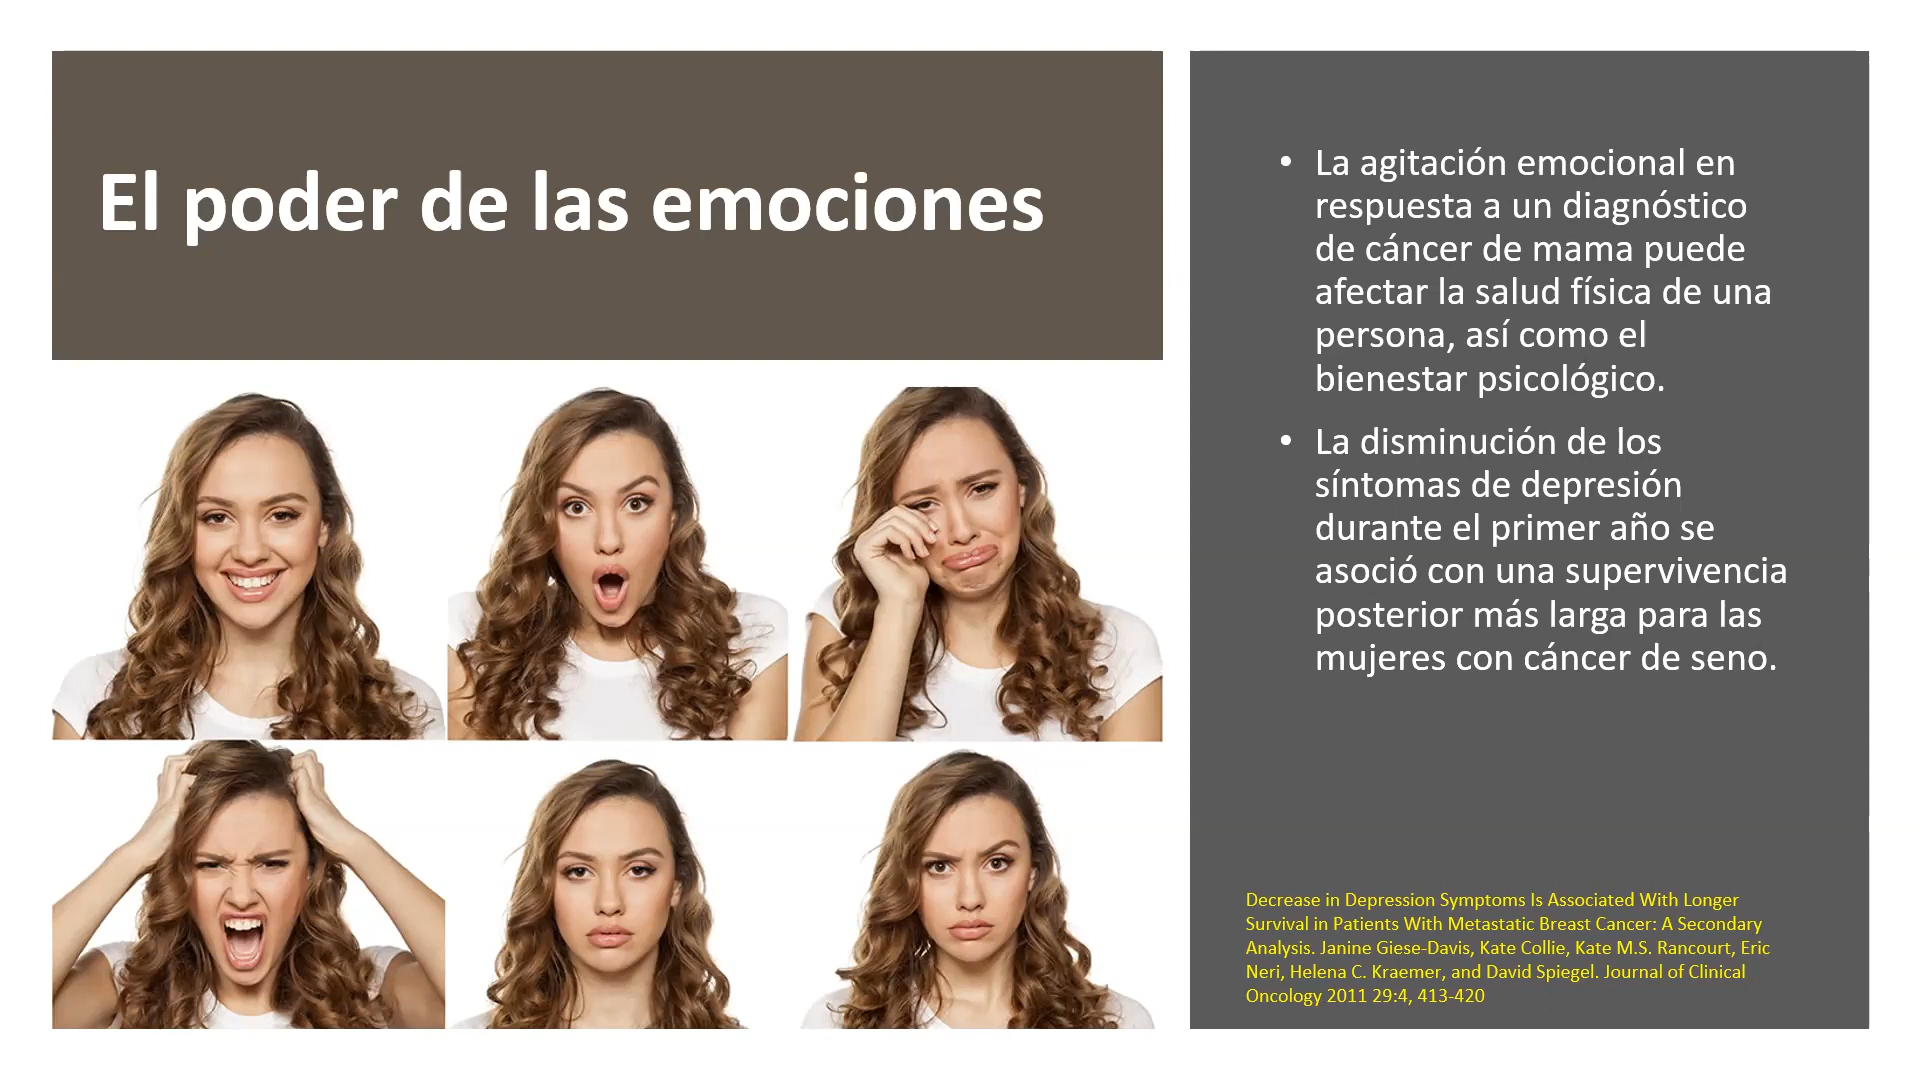 El poder de las emociones
• La agitación emocional en
respuesta a un diagnóstico
de cáncer de mama puede
afectar la salud física de una
persona, así como el
bienestar psicológico.
• La disminución de los
síntomas de depresión
durante el primer año se
asoció con una supervivencia
posterior más larga para las
mujeres con cáncer de seno.
Decrease in Depression Symptoms Is Associated With Longer
Survival in Patients With Metastatic Breast Cancer: A Secondary
Analysis. Janine Giese-Davis, Kate Collie, Kate M.S. Rancourt, Eric
Neri, Helena C. Kraemer, and David Spiegel. Journal of Clinical
Oncology 2011 29:4, 413-420